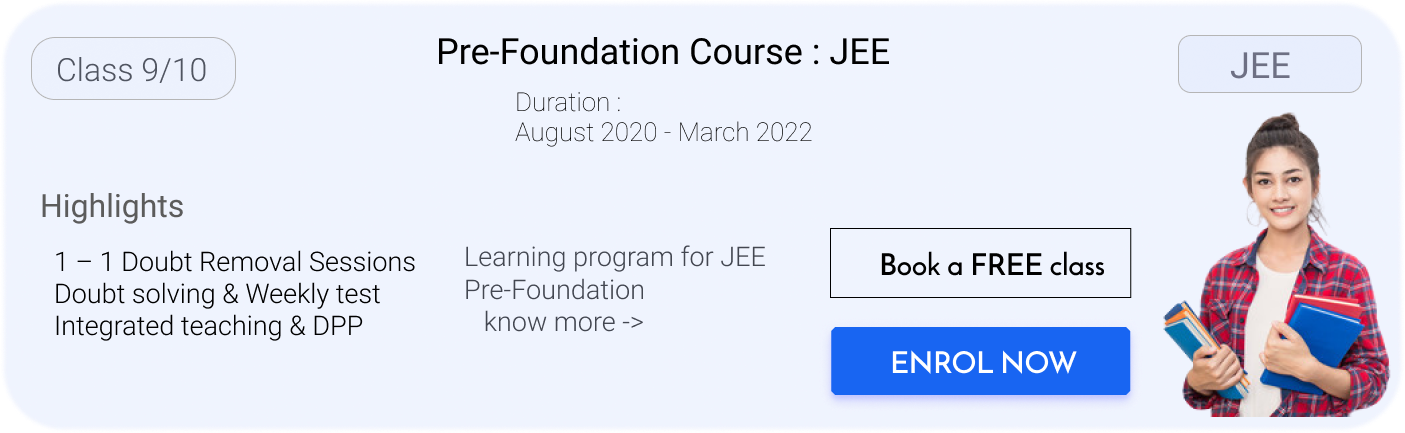 Class 9/10
Pre-Foundation Course : JEE
JEE
Duration :
August 2020 - March 2022
Highlights
1 – 1 Doubt Removal Sessions
Doubt solving & Weekly test
Integrated teaching & DPP
Learning program for JEE
Pre-Foundation
know more ->
Book a FREE class
ENROL NOW